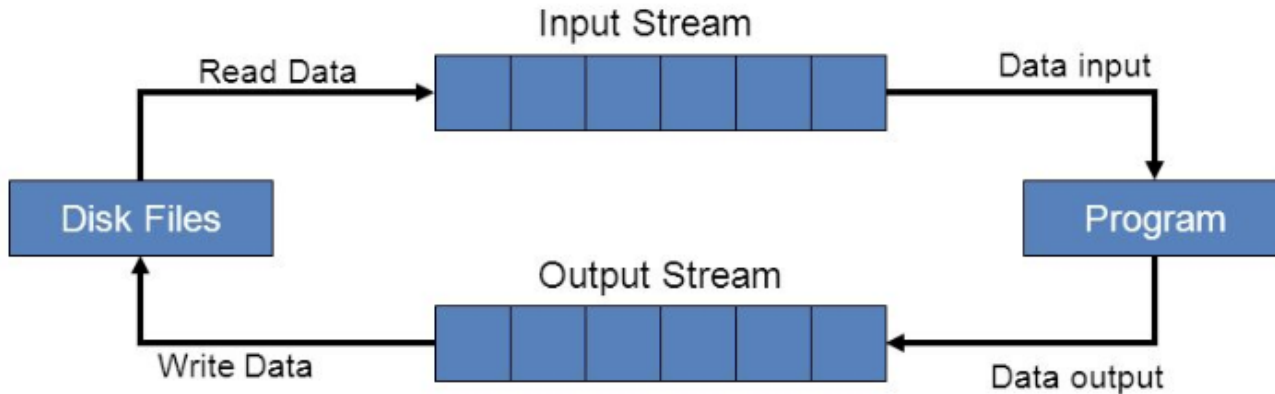 Input Stream
Read Data
Data input
Disk Files
Program
Output Stream
Write Data
Data output